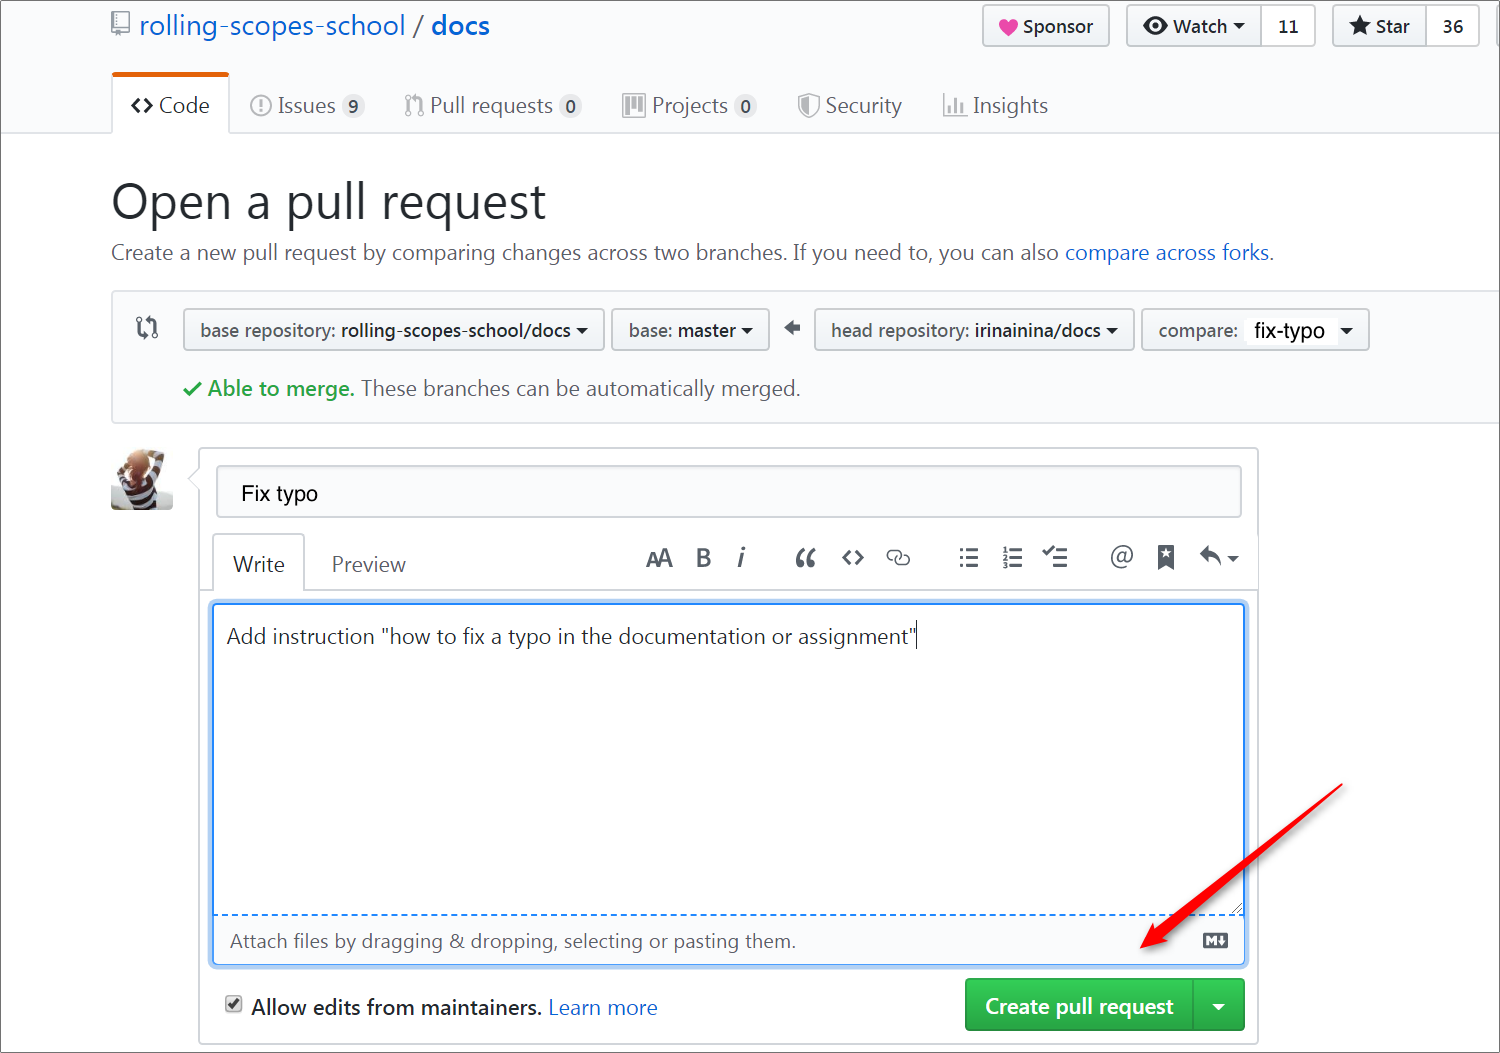 rolling-scopes-school / docs
Sponsor
Watch 11
Star 36
Code
Issues 9
Pull requests 0
Projects 0
Security
Insights
Open a pull request
Create a new pull request by comparing changes across two branches. If you need to, you can also compare across forks.
base repository: rolling-scopes-school/docs
base: master
head repository: irinainina/docs
compare: fix-typo
Able to merge. These branches can be automatically merged.
Fix typo
Write
Preview
AA B i “ <> @
Add instruction "how to fix a typo in the documentation or assignment"
Attach files by dragging & dropping, selecting or pasting them.
M
Allow edits from maintainers. Learn more
Create pull request